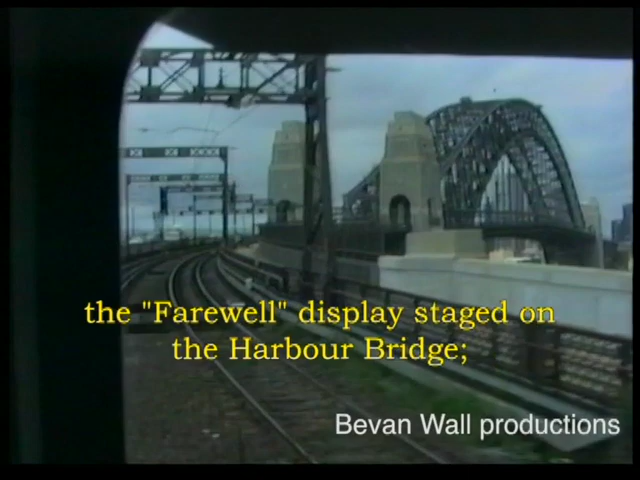 the "Farewell" display staged on
the Harbour Bridge;
Bevan Wall productions